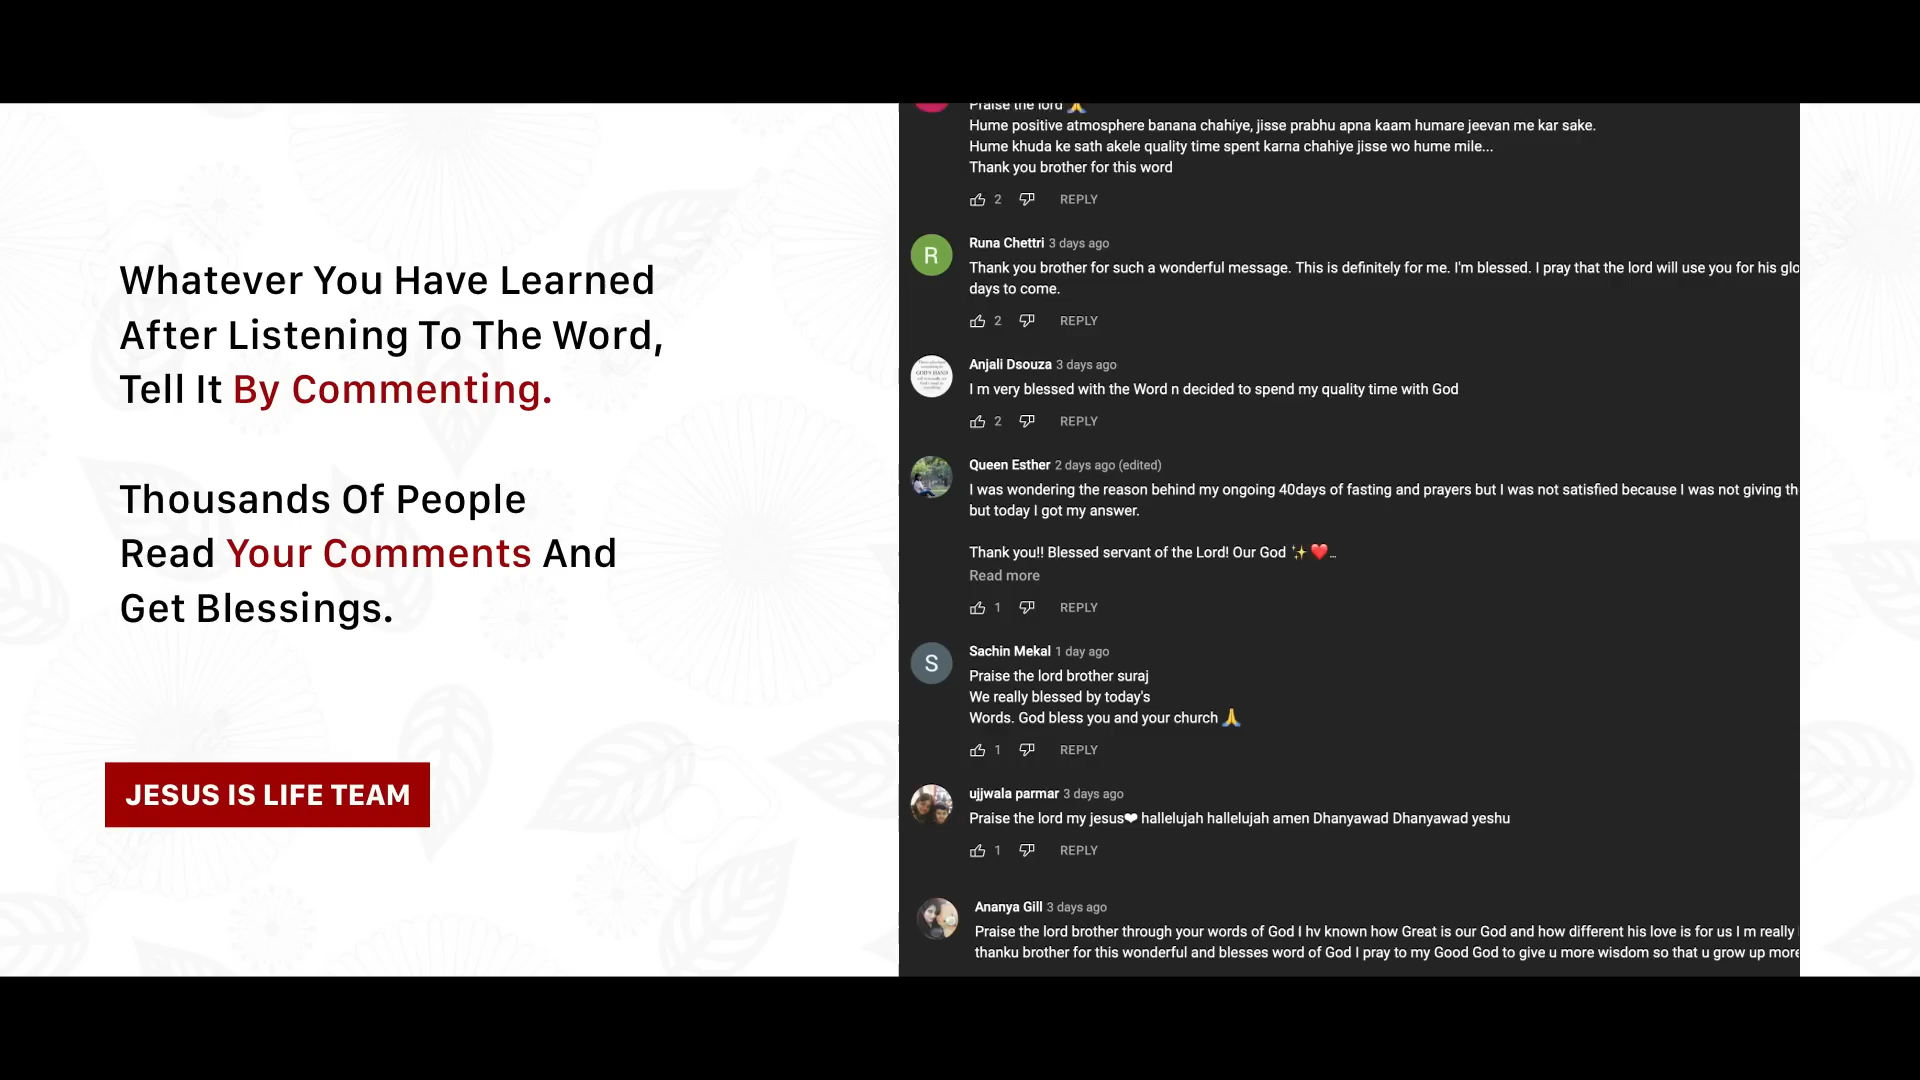 Whatever You Have Learned
After Listening To The Word,
Tell It By Commenting.
Thousands Of People
Read Your Comments And
Get Blessings.
JESUS IS LIFE TEAM
Praise the lord 🙏
Hume positive atmosphere banana chahiye, jisse prabhu apna kaam humare jeevan me kar sake.
Hume khuda ke sath akele quality time spent karna chahiye jisse wo hume mile...
Thank you brother for this word
2 REPLY
R
Runa Chettri 3 days ago
Thank you brother for such a wonderful message. This is definitely for me. I'm blessed. I pray that the lord will use you for his glo
days to come.
2 REPLY
Anjali Dsouza 3 days ago
I m very blessed with the Word n decided to spend my quality time with God
2 REPLY
Queen Esther 2 days ago (edited)
I was wondering the reason behind my ongoing 40days of fasting and prayers but I was not satisfied because I was not giving th
but today I got my answer.
Thank you!! Blessed servant of the Lord! Our God ✨❤️...
Read more
1 REPLY
S
Sachin Mekal 1 day ago
Praise the lord brother suraj
We really blessed by today's
Words. God bless you and your church 🙏
1 REPLY
ujjwala parmar 3 days ago
Praise the lord my jesus❤ hallelujah hallelujah amen Dhanyawad Dhanyawad yeshu
1 REPLY
Ananya Gill 3 days ago
Praise the lord brother through your words of God I hv known how Great is our God and how different his love is for us I m really
thanku brother for this wonderful and blesses word of God I pray to my Good God to give u more wisdom so that u grow up more